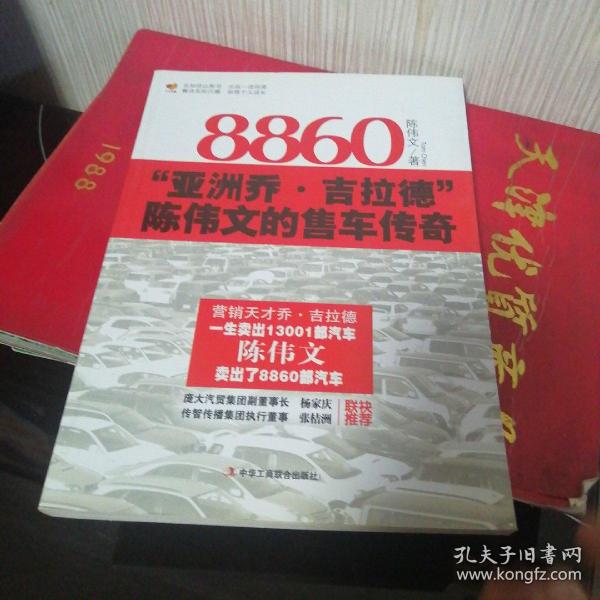 8860
陈伟文/著
“亚洲乔·吉拉德”
陈伟文的售车传奇
营销天才乔·吉拉德
一生卖出13001部汽车
陈伟文
卖出了8860部汽车
庞大汽贸集团副董事长 杨家庆
传智传播集团执行董事 张桔洲
联袂
推荐
中华工商联合出版社
1988
天津优质
孔夫子旧书网
www.kongfz.com